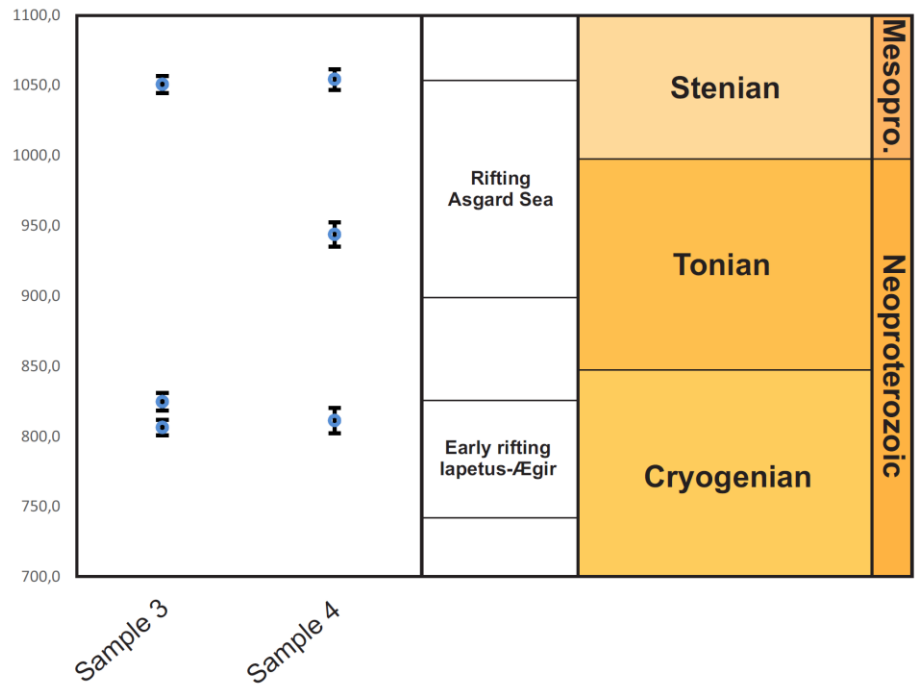 1100,0
1050,0
1000,0
950,0
900,0
850,0
800,0
750,0
700,0
Sample 3
Sample 4
Rifting
Asgard Sea
Early rifting
Iapetus-Ægir
Stenian
Tonian
Cryogenian
Mesopro.
Neoproterozoic